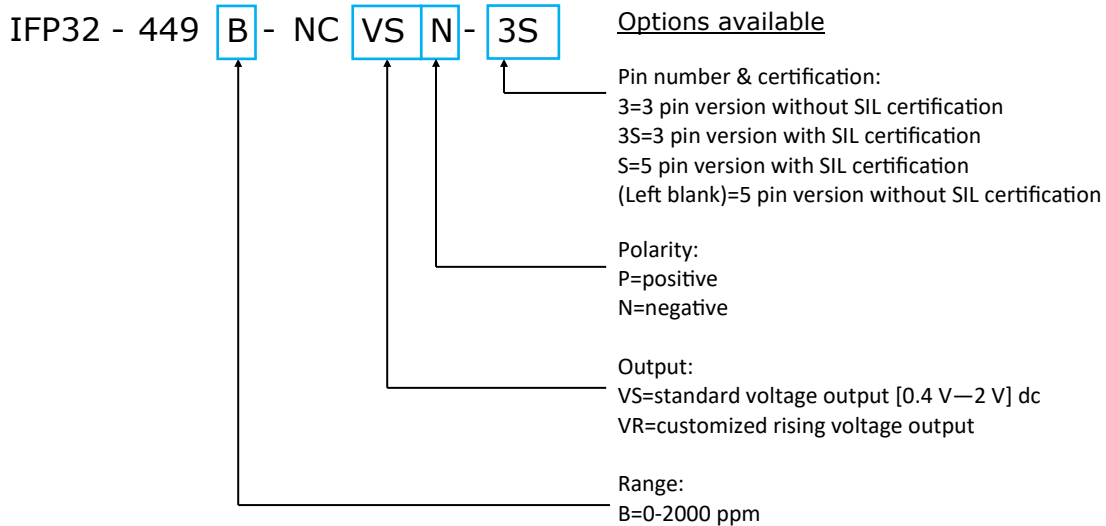 IFP32 - 449 B - NC VS N - 3S
Options available
Pin number & certification:
3=3 pin version without SIL certification
3S=3 pin version with SIL certification
S=5 pin version with SIL certification
(Left blank)=5 pin version without SIL certification
Polarity:
P=positive
N=negative
Output:
VS=standard voltage output [0.4 V—2 V] dc
VR=customized rising voltage output
Range:
B=0-2000 ppm